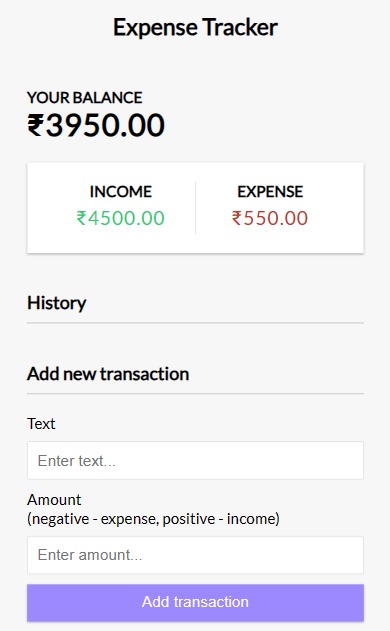 Expense Tracker
YOUR BALANCE
₹3950.00
INCOME EXPENSE
₹4500.00 ₹550.00
History
Add new transaction
Text
Enter text...
Amount
(negative - expense, positive - income)
Enter amount...
Add transaction